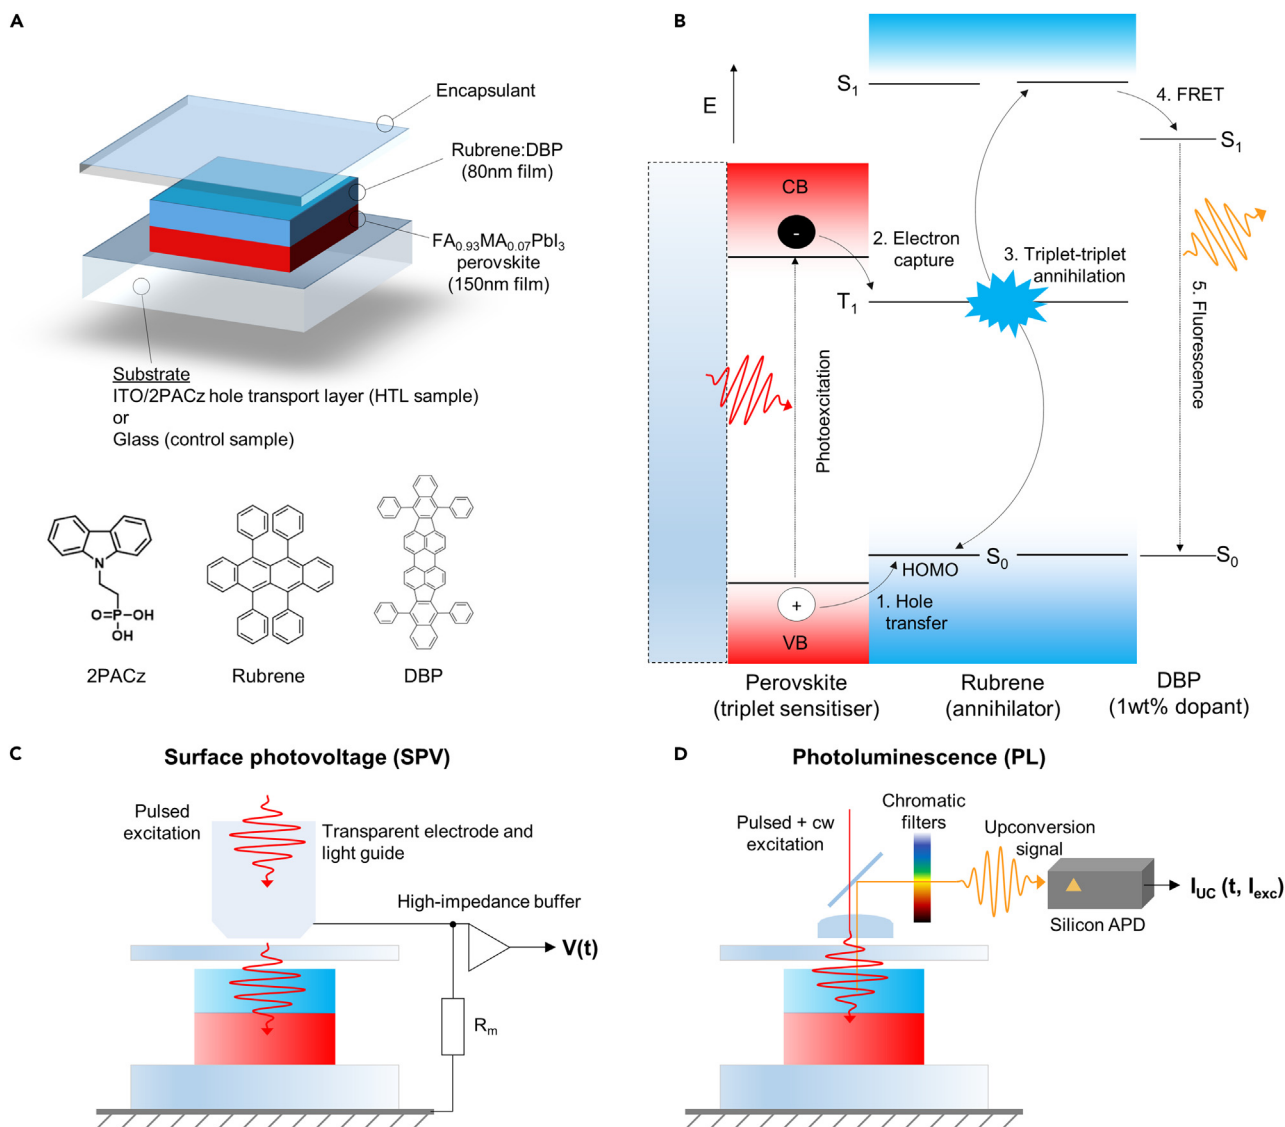 A
Encapsulant
Rubrene:DBP
(80nm film)
FA0.93MA0.07PbI3
perovskite
(150nm film)
Substrate
ITO/2PACz hole transport layer (HTL sample)
or
Glass (control sample)
N
O=P-OH
OH
2PACz
Rubrene
DBP
B
E
S1
4. FRET
S1
CB
-
2. Electron
capture
3. Triplet-triplet
annihilation
T1
Photoexcitation
5. Fluorescence
HOMO
S0
S0
+
1. Hole
transfer
VB
Perovskite
(triplet sensitiser)
Rubrene
(annihilator)
DBP
(1wt% dopant)
C
Surface photovoltage (SPV)
Pulsed
excitation
Transparent electrode and
light guide
High-impedance buffer
V(t)
Rm
D
Photoluminescence (PL)
Pulsed + cw
excitation
Chromatic
filters
Upconversion
signal
IUC (t, Iexc)
Silicon APD